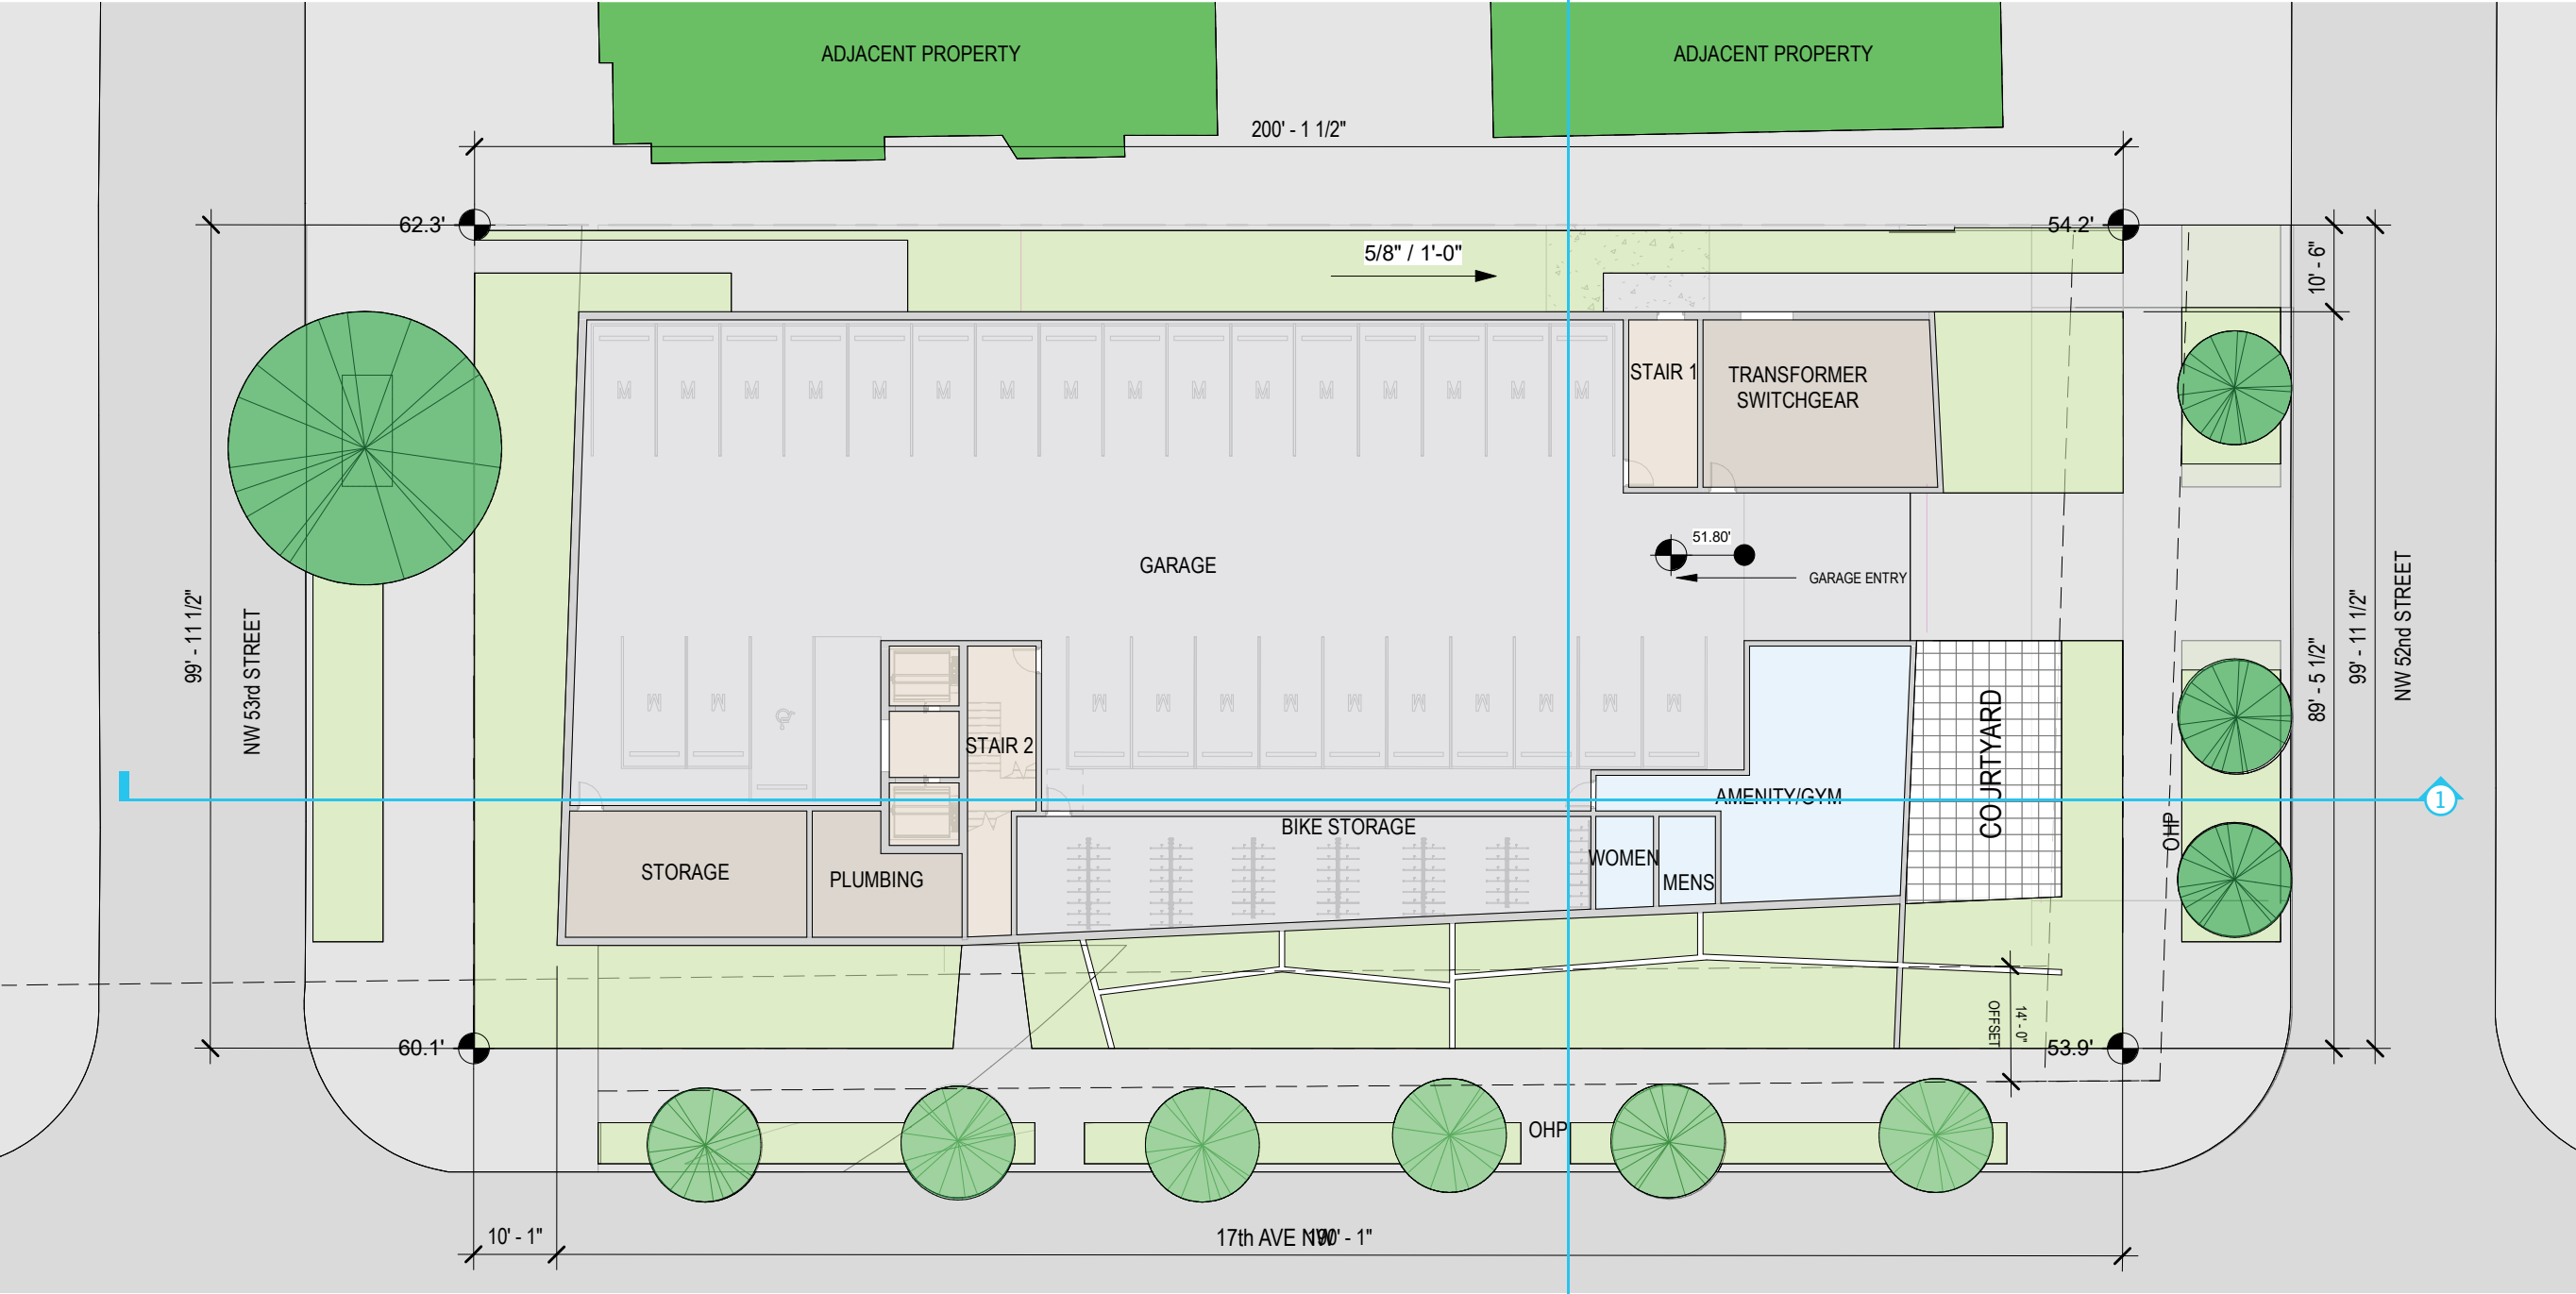 ADJACENT PROPERTY
ADJACENT PROPERTY
200' - 1 1/2"
62.3'
54.2'
5/8" / 1'-0"
10' - 6"
M M M M M M M M M M M M M M M M
STAIR 1
TRANSFORMER
SWITCHGEAR
51.80'
GARAGE
GARAGE ENTRY
99' - 11 1/2"
NW 53rd STREET
89' - 5 1/2"
99' - 11 1/2"
NW 52nd STREET
M M
M M M M M M M M M M
STAIR 2
COURTYARD
AMENITY/GYM
1
BIKE STORAGE
OHP
STORAGE
PLUMBING
WOMEN
MENS
14' - 0"
OFFSET
60.1'
53.9'
OHP
10' - 1"
17th AVE NW
190' - 1"